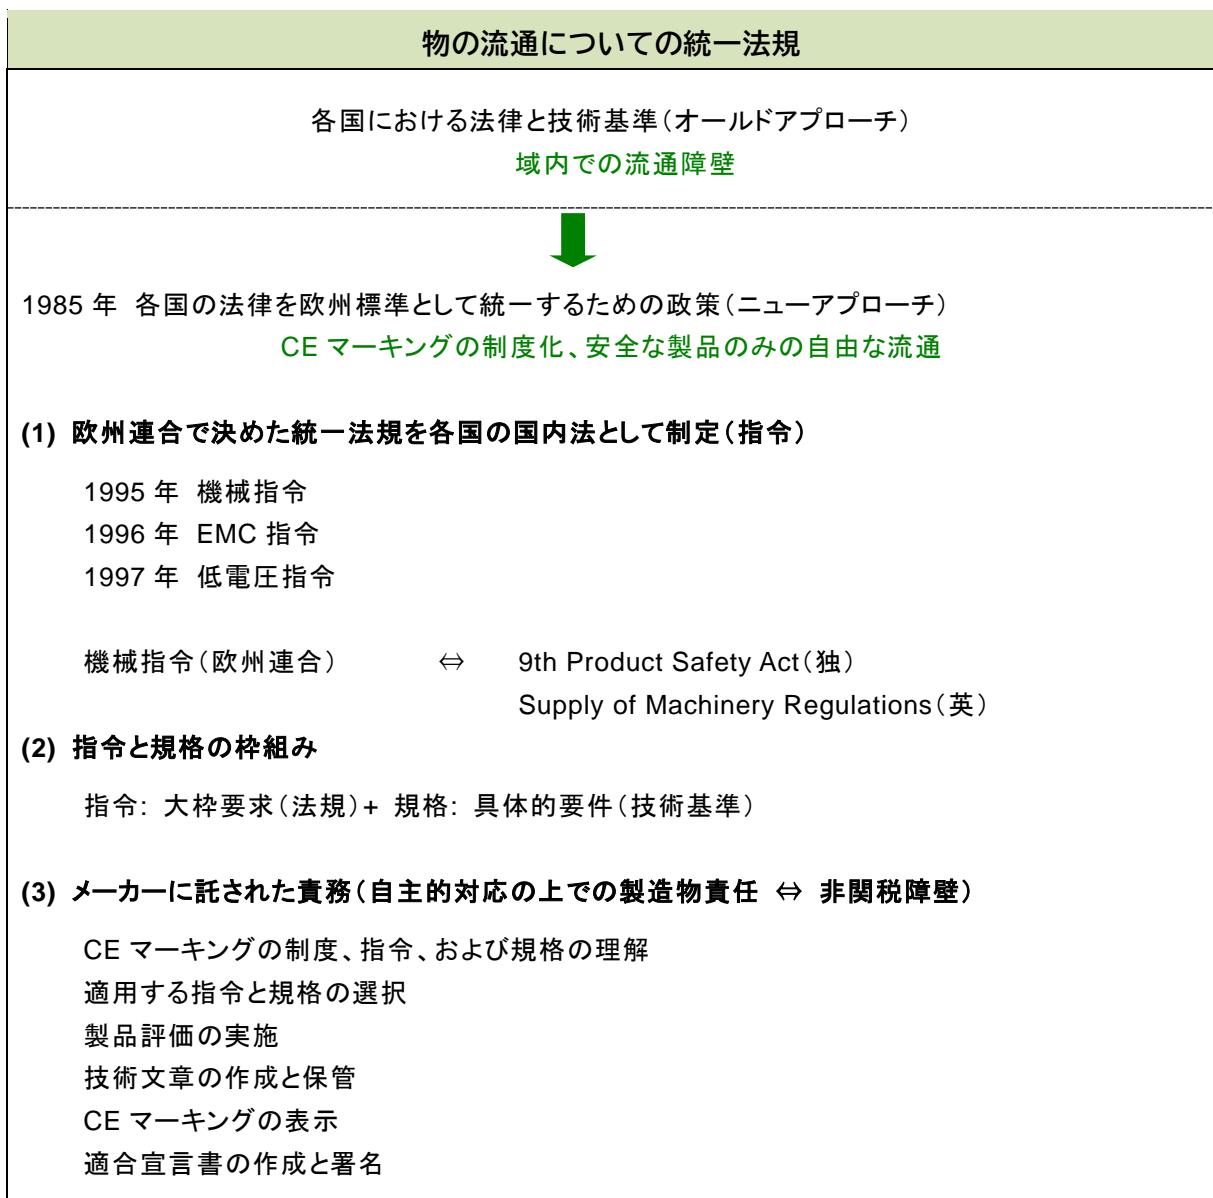 物の流通についての統一法規
各国における法律と技術基準（オールドアプローチ）
域内での流通障壁
1985 年 各国の法律を欧州標準として統一するための政策（ニューアプローチ）
CE マーキングの制度化、安全な製品のみの自由な流通
(1) 欧州連合で決めた統一法規を各国の国内法として制定（指令）
1995 年 機械指令
1996 年 EMC 指令
1997 年 低電圧指令
機械指令（欧州連合） ⇔ 9th Product Safety Act（独）
Supply of Machinery Regulations（英）
(2) 指令と規格の枠組み
指令: 大枠要求（法規）+ 規格: 具体的要件（技術基準）
(3) メーカーに託された責務（自主的対応の上での製造物責任 ⇔ 非関税障壁）
CE マーキングの制度、指令、および規格の理解
適用する指令と規格の選択
製品評価の実施
技術文章の作成と保管
CE マーキングの表示
適合宣言書の作成と署名